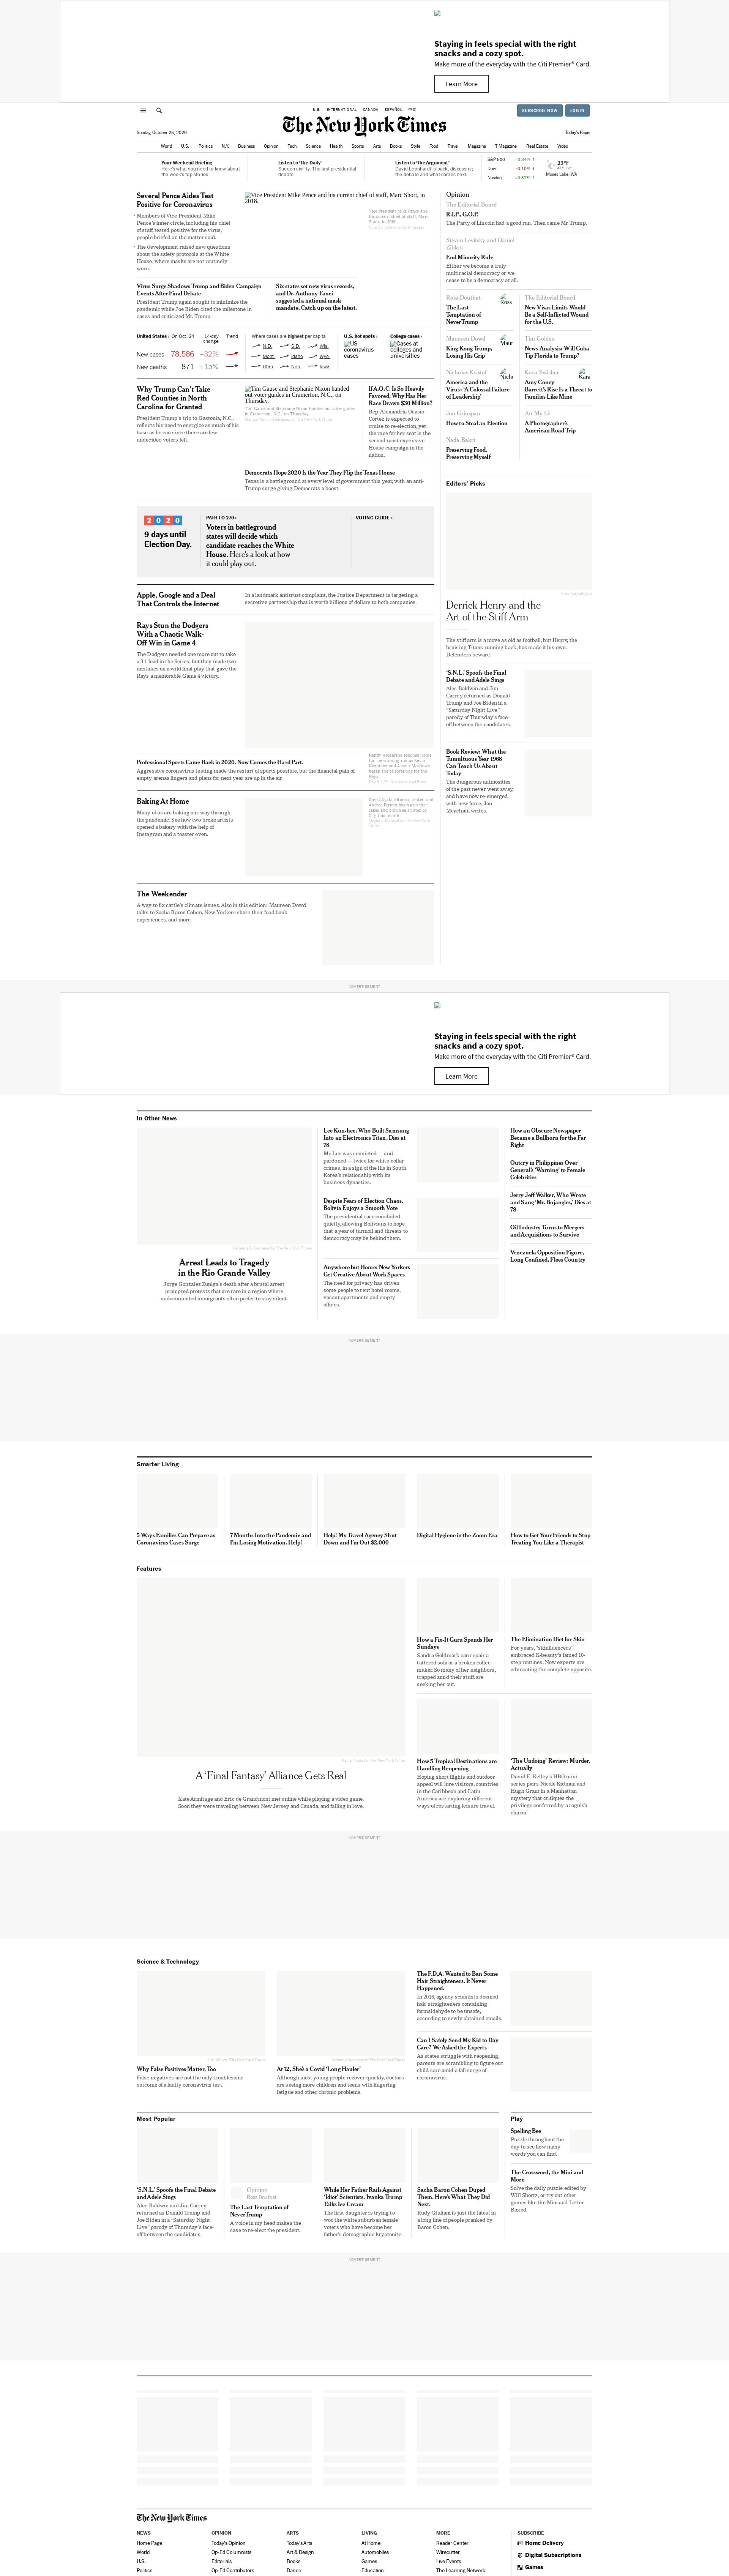 Staying in feel special with the right
snacks and a cozy spot.
Make more of the everyday with the Citi Premier® Card.
Learn More
U.S. INTERNATIONAL CANADA ESPAÑOL 中文
SUBSCRIBE NOW LOG IN
The New York Times
Sunday, October 25, 2020
Today's Paper
World U.S. Politics N.Y. Business Opinion Tech Science Health Sports Arts Books Style Food Travel Magazine T Magazine Real Estate Video
Your Wednesday Briefing
Here's what you need to know about
the week's top stories.
Listen to 'The Daily'
Sudden civility: The last presidential
debate.
Listen to 'The Argument'
David Leonhardt is back, discussing
the debate and what comes next.
S&P 500 +0.34% ↑
Dow -0.10% ↓
Nasdaq +0.37% ↑
23°F
Moses Lake, WA
Several Pence Aides Test
Positive for Coronavirus
• Members of Vice President Mike
Pence's inner circle, including his chief
of staff, tested positive for the virus,
people briefed on the matter said.
• The development raised new questions
about the safety protocols at the White
House, where masks are not routinely
worn.
Vice President Mike Pence and his current chief of staff, Marc Short, in
2018.
Vice President Mike Pence and
his current chief of staff, Marc
Short, in 2018.
Virus Surge Shadows Trump and Biden Campaign
Events After Final Debate
President Trump again sought to minimize the
pandemic while Joe Biden cited the milestone in
cases and criticized Mr. Trump.
Six states set new virus records,
and Dr. Anthony Fauci
suggested a national mask
mandate. Catch up on the latest.
United States › On Oct. 24 14-day
change Trend
New cases 78,586 +32%
New deaths 871 +15%
Where cases are highest per capita
N.D. S.D. Wis.
Mont. Idaho Wyo.
Utah Neb. Iowa
U.S. hot spots ›
US
coronavirus
cases
College cases ›
Cases at
colleges and
universities
Why Trump Can't Take
Red Counties in North
Carolina for Granted
President Trump's trip to Gastonia, N.C.,
reflects his need to energize as much of his
base as he can since there are few
undecided voters left.
Tim Gause and Stephanie Nixon handed
out voter guides in Cramerton, N.C., on
Thursday.
Tim Gause and Stephanie Nixon handed out voter guides
in Cramerton, N.C., on Thursday.
If A.O.C. Is So Heavily
Favored, Why Has Her
Race Drawn $30 Million?
Rep. Alexandria Ocasio-
Cortez is expected to
cruise to re-election, yet
the race for her seat is the
second most expensive
House campaign in the
nation.
Democrats Hope 2020 Is the Year They Flip the Texas House
Texas is a battleground at every level of government this year, with an anti-
Trump surge giving Democrats a boost.
2020
9 days until
Election Day.
PATH TO 270 ›
Voters in battleground
states will decide which
candidate reaches the White
House. Here's a look at how
it could play out.
VOTING GUIDE ›
Apple, Google and a Deal
That Controls the Internet
In a landmark antitrust complaint, the Justice Department is targeting a
secretive partnership that is worth billions of dollars to both companies.
Rays Stun the Dodgers
With a Chaotic Walk-
Off Win in Game 4
The Dodgers needed one more out to take
a 3-1 lead in the Series, but they made two
mistakes on a wild final play that gave the
Rays a memorable Game 4 victory.
Professional Sports Came Back in 2020. Now Comes the Hard Part.
Aggressive coronavirus testing made the restart of sports possible, but the financial pain of
empty arenas lingers and plans for next year are up in the air.
Baking At Home
Many of us are baking our way through
the pandemic. See how two broke artists
opened a bakery with the help of
Instagram and a toaster oven.
The Weekender
A way to fix cattle's climate issues. Also in this edition: Maureen Dowd
talks to Sacha Baron Cohen, New Yorkers share their food bank
experiences, and more.
Opinion
The Editorial Board
R.I.P., G.O.P.
The Party of Lincoln had a good run. Then came Mr. Trump.
Steven Levitsky and Daniel
Ziblatt
End Minority Rule
Either we become a truly
multiracial democracy or we
cease to be a democracy at all.
Ross Douthat
The Last
Temptation of
NeverTrump
The Editorial Board
New Visas Limits Would
Be a Self-Inflicted Wound
for the U.S.
Maureen Dowd
King Kong Trump,
Losing His Grip
Tim Golden
News Analysis: Will Cuba
Tip Florida to Trump?
Nicholas Kristof
America and the
Virus: 'A Colossal Failure
of Leadership'
Kara Swisher
Amy Coney
Barrett's Rise Is a Threat to
Families Like Mine
Jon Grinspan
How to Steal an Election
An-My Lê
A Photographer's
American Road Trip
Nada Bakri
Preserving Food,
Preserving Myself
Editors' Picks
Derrick Henry and the
Art of the Stiff Arm
The stiff arm is a move as old as football, but Henry, the
bruising Titans running back, has made it his own.
Defenders beware.
'S.N.L.' Spoofs the Final
Debate and Adele Sings
Alec Baldwin and Jim
Carrey returned as Donald
Trump and Joe Biden in a
"Saturday Night Live"
parody of Thursday's face-
off between the candidates.
Book Review: What the
Tumultuous Year 1968
Can Teach Us About
Today
The dangerous animosities
of the past never went away,
and have now re-emerged
with new force, Jon
Meacham writes.
ADVERTISEMENT
Staying in feels special with the right
snacks and a cozy spot.
Make more of the everyday with the Citi Premier® Card.
Learn More
In Other News
Arrest Leads to Tragedy
in the Rio Grande Valley
Jorge Gonzalez Zuniga's death after a brutal arrest
prompted protests that are rare in a region where
undocumented immigrants often prefer to stay silent.
Lee Kun-hee, Who Built Samsung
Into an Electronics Titan, Dies at
78
Mr. Lee was convicted — and
pardoned — twice for white-collar
crimes, in a sign of the ills in South
Korea's relationship with its
business dynasties.
Despite Fears of Election Chaos,
Bolivia Enjoys a Smooth Vote
The presidential race concluded
quietly, allowing Bolivians to hope
that a year of turmoil and threats to
democracy may be behind them.
Anywhere but Home: New Yorkers
Get Creative About Work Spaces
The need for privacy has driven
some people to rent hotel rooms,
vacant apartments and empty
offices.
How an Obscure Newspaper
Became a Bullhorn for the Far
Right
Outcry in Philippines Over
General's 'Warning' to Female
Celebrities
Jerry Jeff Walker, Who Wrote
and Sang 'Mr. Bojangles,' Dies at
78
Oil Industry Turns to Mergers
and Acquisitions to Survive
Venezuela Opposition Figure,
Long Confined, Flees Country
ADVERTISEMENT
Smarter Living
5 Ways Families Can Prepare as
Coronavirus Cases Surge
7 Months Into the Pandemic and
I'm Losing Motivation. Help!
Help! My Travel Agency Shut
Down and I'm Out $2,000
Digital Hygiene in the Zoom Era
How to Get Your Friends to Stop
Treating You Like a Therapist
Features
A 'Final Fantasy' Alliance Gets Real
Kate Armitage and Eric de Grandmont met online while playing a video game.
Soon they were traveling between New Jersey and Canada, and falling in love.
How a Fix-It Guru Spends Her
Sundays
Sandra Goldmark can repair a
tattered sofa or a broken coffee
maker. So many of her neighbors,
trapped amid their stuff, are
seeking her out.
The Elimination Diet for Skin
For years, "skinfluencers"
embraced K-beauty's famed 10-
step routines. Now experts are
advocating the complete opposite.
How 5 Tropical Destinations are
Handling Reopening
Hoping short flights and outdoor
appeal will lure visitors, countries
in the Caribbean and Latin
America are exploring different
ways of restarting leisure travel.
'The Undoing' Review: Murder,
Actually
David E. Kelley's HBO mini-
series pairs Nicole Kidman and
Hugh Grant in a Manhattan
mystery that critiques the
privilege conferred by a roguish
charm.
ADVERTISEMENT
Science & Technology
Why False Positives Matter, Too
False negatives are not the only troublesome
outcome of a faulty coronavirus test.
At 12, She's a Covid 'Long Hauler'
Although most young people recover quickly, doctors
are seeing more children and teens with lingering
fatigue and other chronic problems.
The F.D.A. Wanted to Ban Some
Hair Straighteners. It Never
Happened.
In 2016, agency scientists deemed
hair straighteners containing
formaldehyde to be unsafe,
according to newly obtained emails.
Can I Safely Send My Kid to Day
Care? We Asked the Experts
As states struggle with reopening,
parents are scrambling to figure out
child care amid a fall surge of
coronavirus.
Most Popular
'S.N.L.' Spoofs the Final Debate
and Adele Sings
Alec Baldwin and Jim Carrey
returned as Donald Trump and
Joe Biden in a "Saturday Night
Live" parody of Thursday's face-
off between the candidates.
Opinion
Ross Douthat
The Last Temptation of
NeverTrump
A voice in my head makes the
case to re-elect the president.
While Her Father Rails Against
'Idiot' Scientists, Ivanka Trump
Talks Ice Cream
The first daughter is trying to
woo the white suburban female
voters who have become her
father's demographic kryptonite.
Sacha Baron Cohen Duped
Them. Here's What They Did
Next.
Rudy Giuliani is just the latest in
a long line of people pranked by
Baron Cohen.
Play
Spelling Bee
Puzzle throughout the
day to see how many
words you can find.
The Crossword, the Mini and
More
Solve the daily puzzle edited by
Will Shortz, or try out other
games like the Mini and Letter
Boxed.
ADVERTISEMENT
The New York Times
NEWS OPINION ARTS LIVING MORE SUBSCRIBE
Home Page Today's Opinion Today's Arts At Home Reader Center Home Delivery
World Op-Ed Columnists Art & Design Automobiles Wirecutter Digital Subscriptions
U.S. Editorials Books Games Live Events Games
Politics Op-Ed Contributors Dance Education The Learning Network